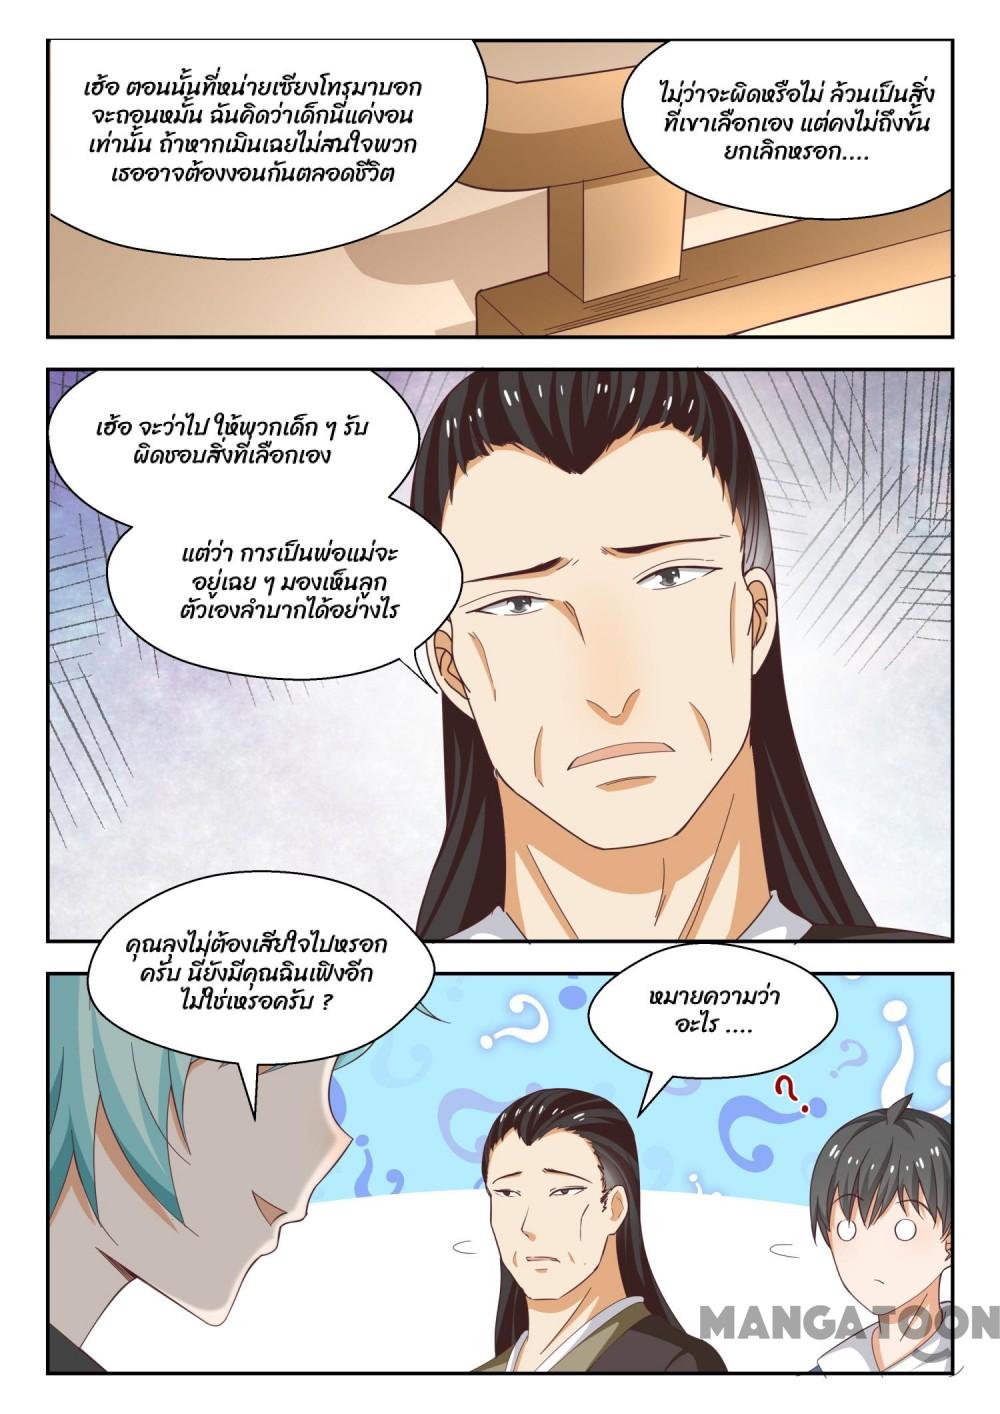 เฮ้อ ตอนนั้นที่หน่ายเซียงโทรมาบอก
จะถอนหมั้น ฉันคิดว่าเด็กนี่แค่งอน
เท่านั้น ถ้าหากเมินเฉยไม่สนใจพวก
เธออาจต้องงอนกันตลอดชีวิต
ไม่ว่าจะผิดหรือไม่ ล้วนเป็นสิ่ง
ที่เขาเลือกเอง แต่คงไม่ถึงขั้น
ยกเลิกหรอก....
เฮ้อ จะว่าไป ให้พวกเด็ก ๆ รับ
ผิดชอบสิ่งที่เลือกเอง
แต่ว่า การเป็นพ่อแม่จะ
อยู่เฉย ๆ มองเห็นลูก
ตัวเองลำบากได้อย่างไร
คุณลุงไม่ต้องเสียใจไปหรอก
ครับ นี่ยังมีคุณฉินเฟิงอีก
ไม่ใช่เหรอครับ ?
หมายความว่า
อะไร ....
MANGATOON